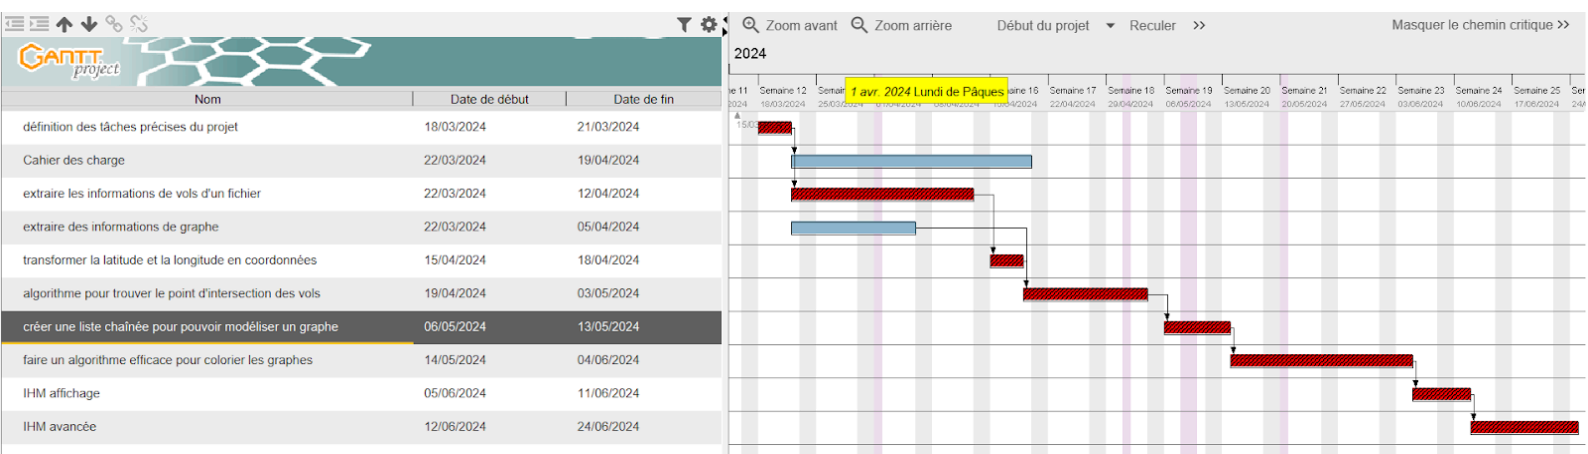 Zoom avant Zoom arrière Début du projet Reculer >> Masquer le chemin critique >>
GANTT project
2024
Nom Date de début Date de fin
1 avr. 2024 Lundi de Pâques
Semaine 12 Semaine 17 Semaine 18 Semaine 19 Semaine 20 Semaine 21 Semaine 22 Semaine 23 Semaine 24 Semaine 25
18/03/2024 22/04/2024 29/04/2024 06/05/2024 13/05/2024 20/05/2024 27/05/2024 03/06/2024 10/06/2024 17/06/2024
définition des tâches précises du projet 18/03/2024 21/03/2024
Cahier des charge 22/03/2024 19/04/2024
extraire les informations de vols d'un fichier 22/03/2024 12/04/2024
extraire des informations de graphe 22/03/2024 05/04/2024
transformer la latitude et la longitude en coordonnées 15/04/2024 18/04/2024
algorithme pour trouver le point d'intersection des vols 19/04/2024 03/05/2024
créer une liste chaînée pour pouvoir modéliser un graphe 06/05/2024 13/05/2024
faire un algorithme efficace pour colorier les graphes 14/05/2024 04/06/2024
IHM affichage 05/06/2024 11/06/2024
IHM avancée 12/06/2024 24/06/2024